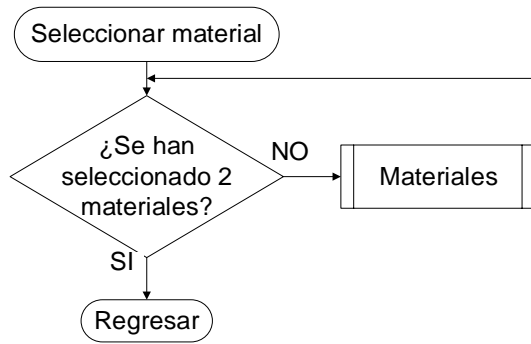 Seleccionar material
¿Se han
seleccionado 2
materiales?
NO
Materiales
SI
Regresar